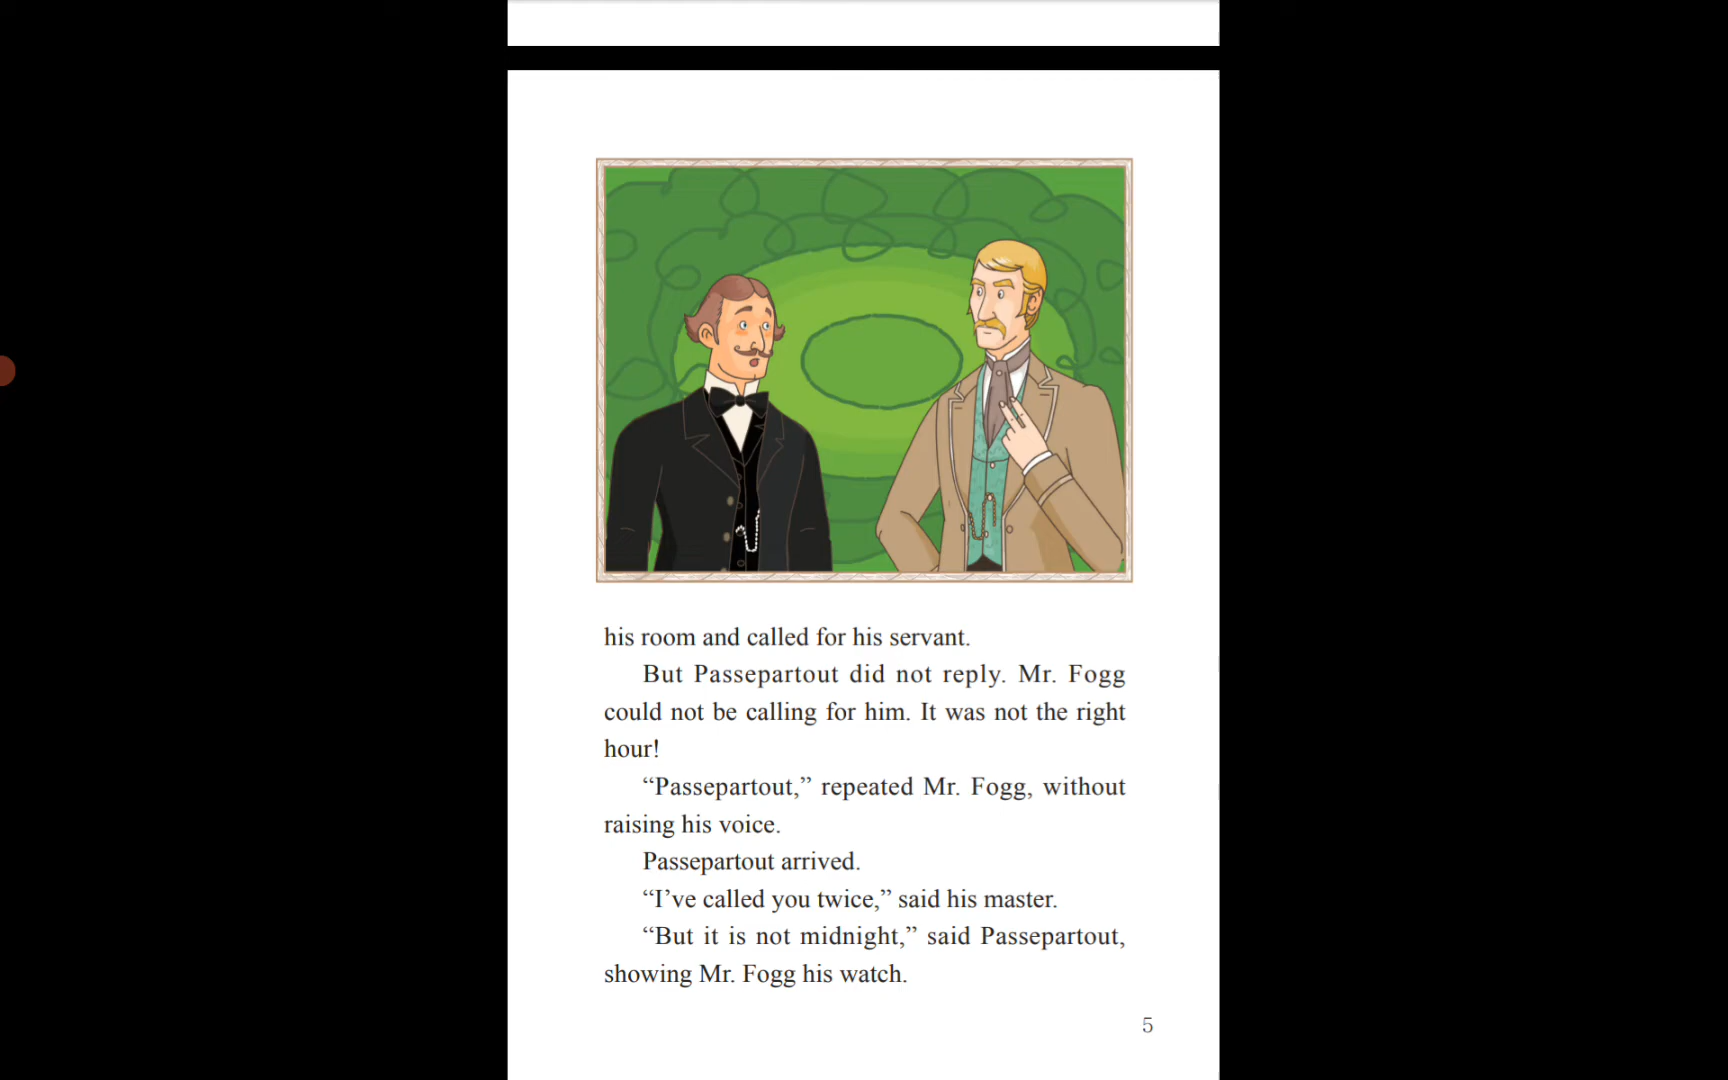 his room and called for his servant.
But Passepartout did not reply. Mr. Fogg
could not be calling for him. It was not the right
hour!
“Passepartout,” repeated Mr. Fogg, without
raising his voice.
Passepartout arrived.
“I’ve called you twice,” said his master.
“But it is not midnight,” said Passepartout,
showing Mr. Fogg his watch.
5